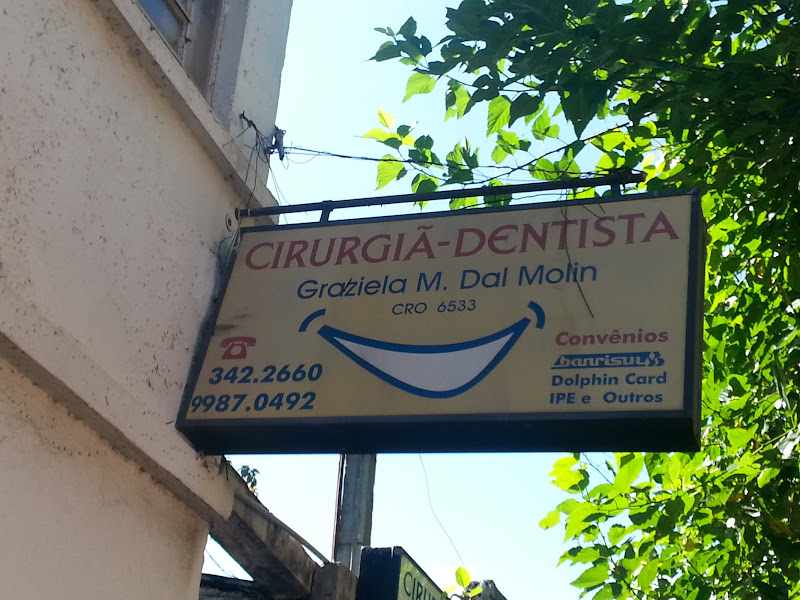 CIRURGIÃ-DENTISTA
Graziela M. Dal Molin
CRO 6533
342.2660
9987.0492
Convênios
banrisul
Dolphin Card
IPE e Outros